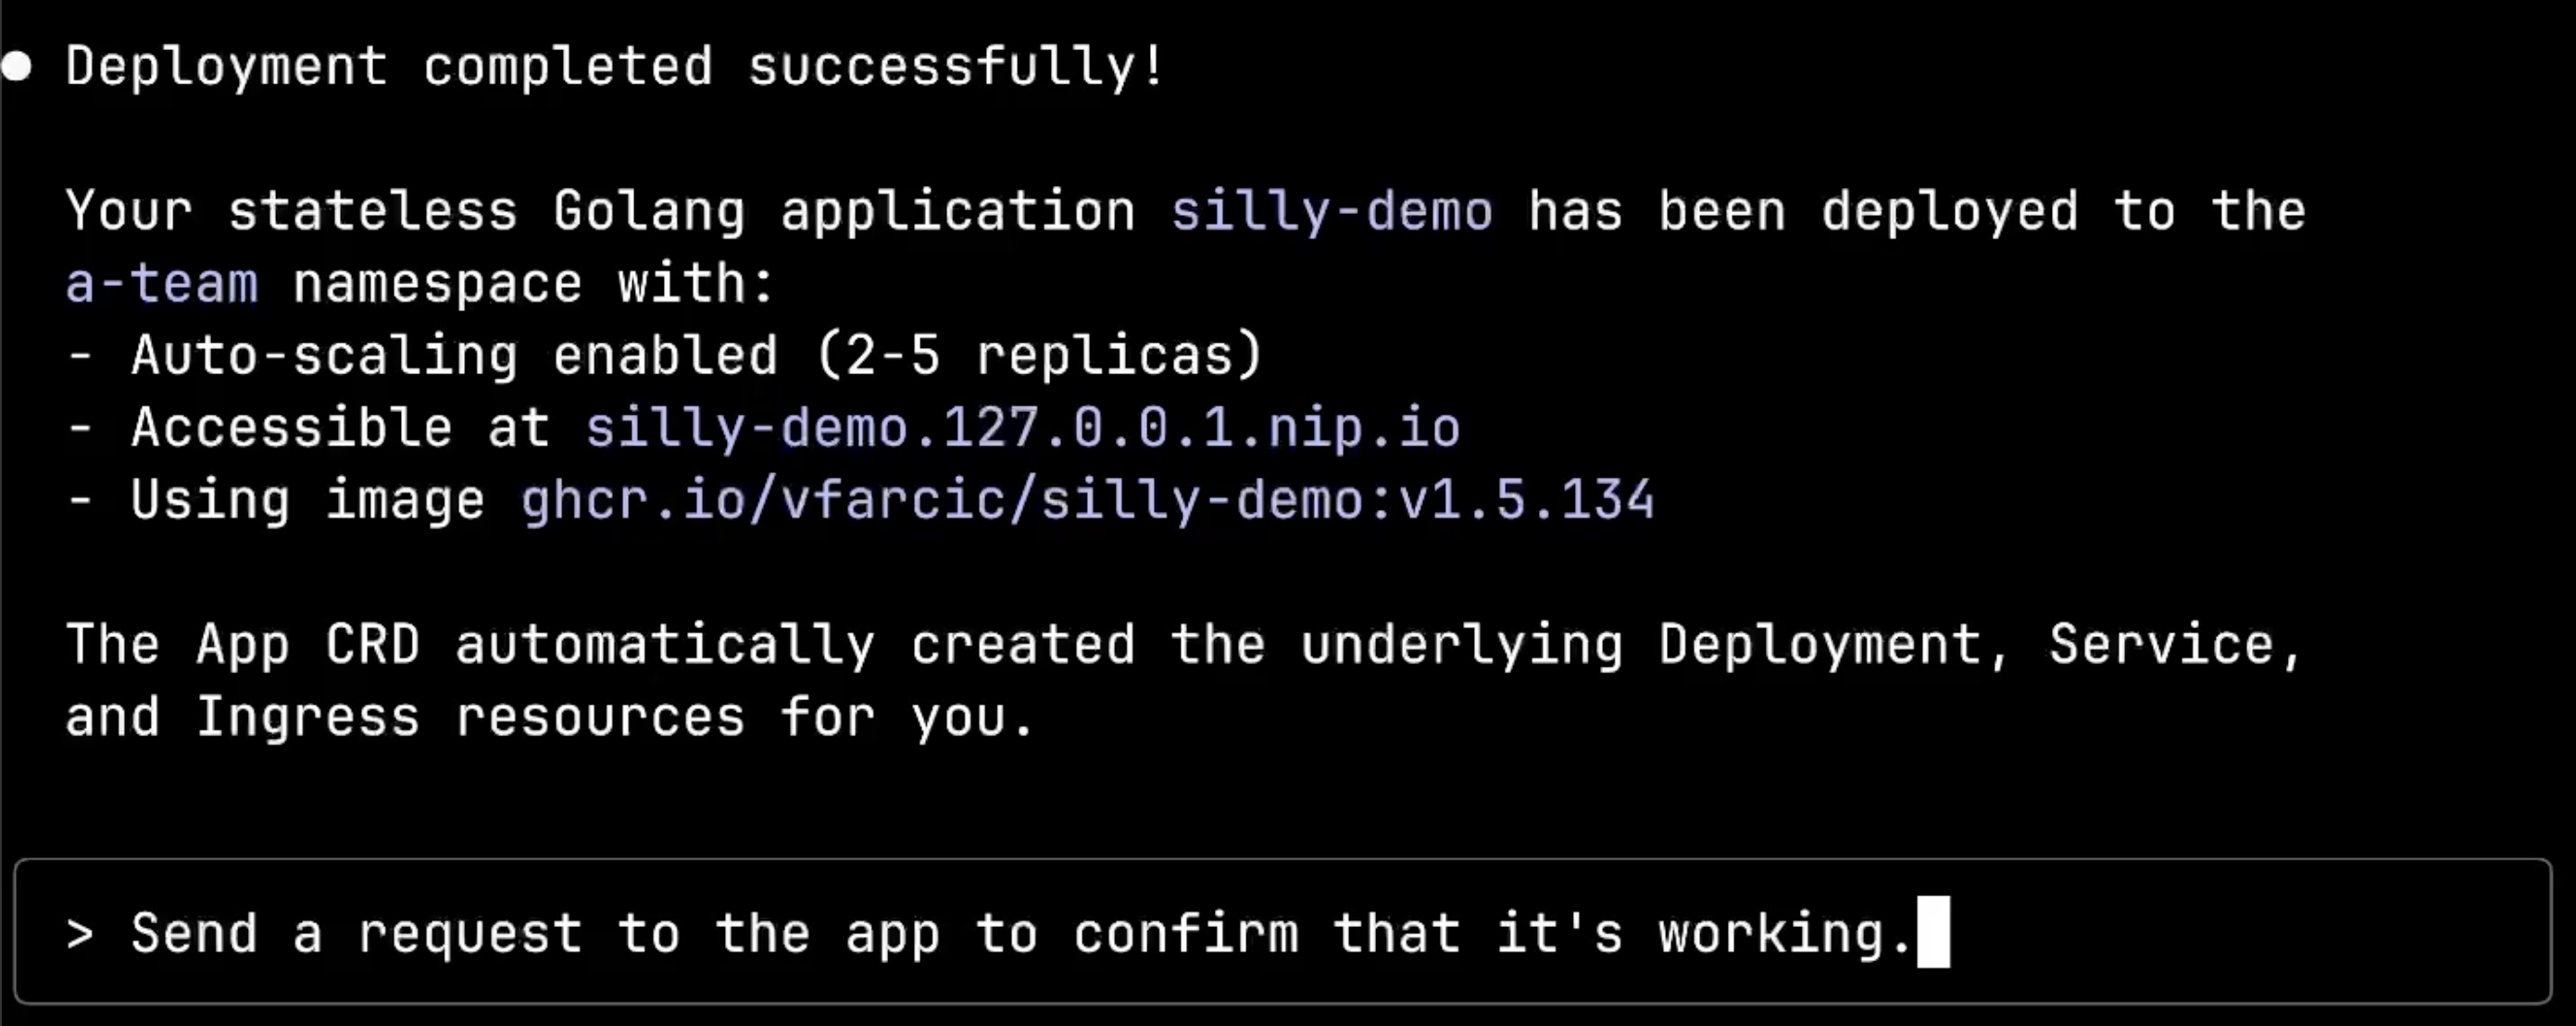 ● Deployment completed successfully!
Your stateless Golang application silly-demo has been deployed to the
a-team namespace with:
- Auto-scaling enabled (2-5 replicas)
- Accessible at silly-demo.127.0.0.1.nip.io
- Using image ghcr.io/vfarcic/silly-demo:v1.5.134
The App CRD automatically created the underlying Deployment, Service,
and Ingress resources for you.
> Send a request to the app to confirm that it's working.